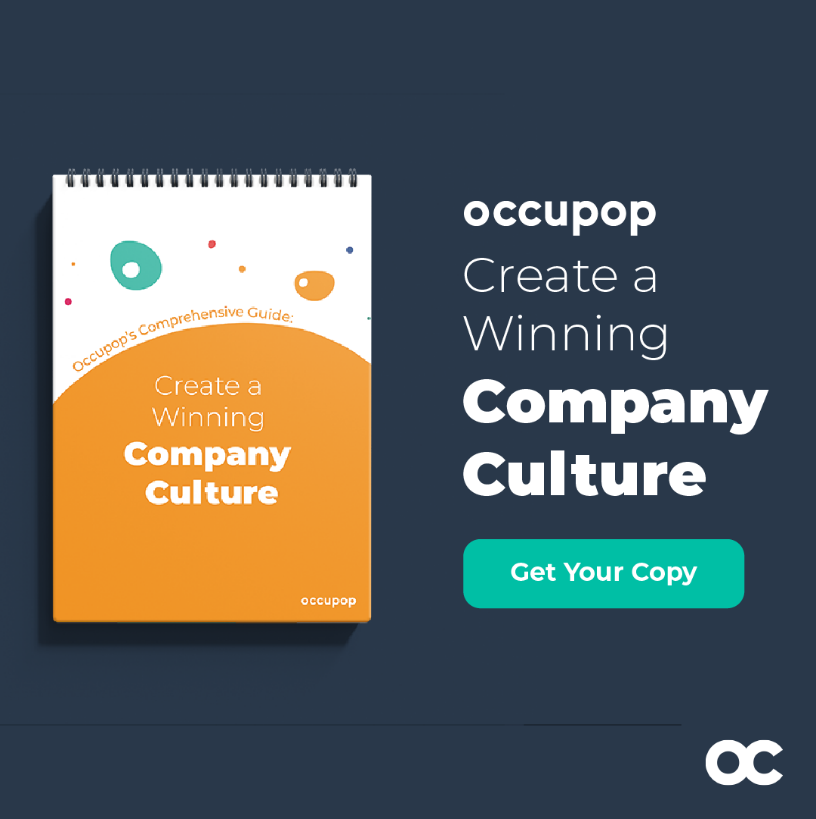 Occupop's Comprehensive Guide:
Create a
Winning
Company
Culture
occupop
occupop
Create a
Winning
Company
Culture
Get Your Copy
OC